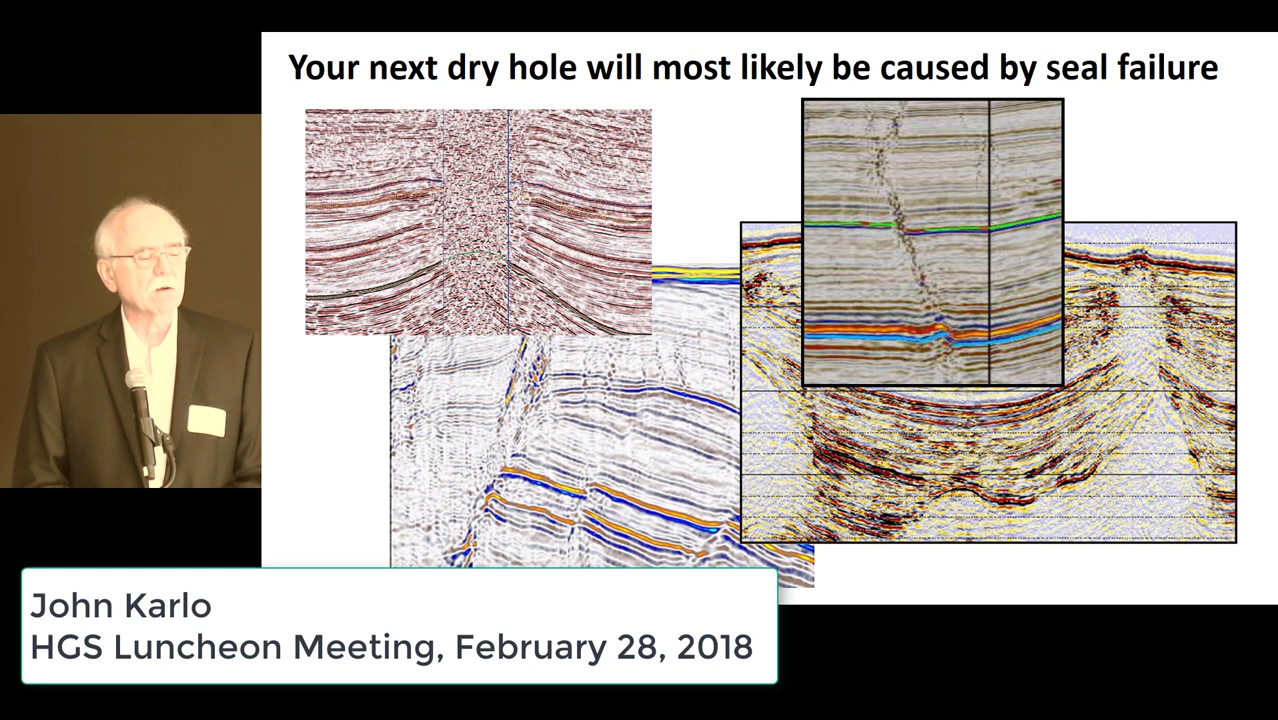 Your next dry hole will most likely be caused by seal failure
John Karlo
HGS Luncheon Meeting, February 28, 2018